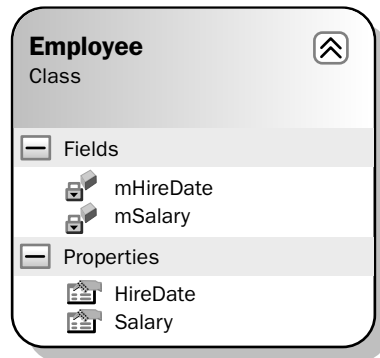 Employee
Class
Fields
mHireDate
mSalary
Properties
HireDate
Salary